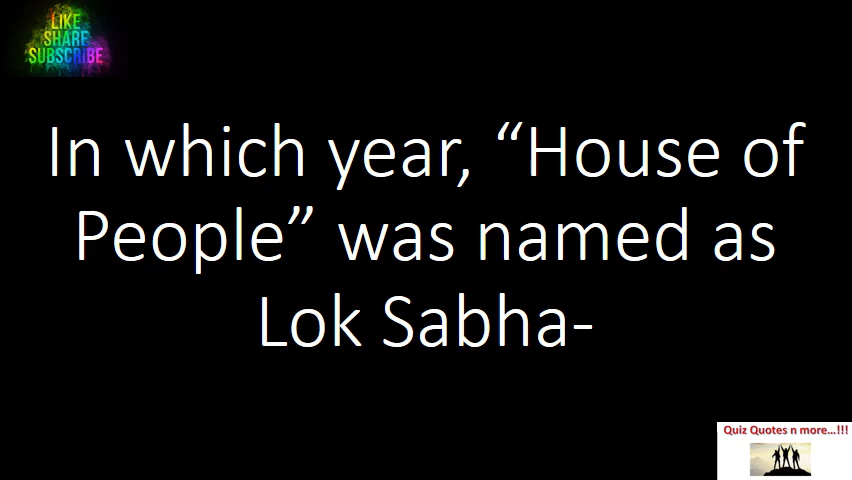 LIKE
SHARE
SUBSCRIBE
In which year, “House of
People” was named as
Lok Sabha-
Quiz Quotes n more...!!!